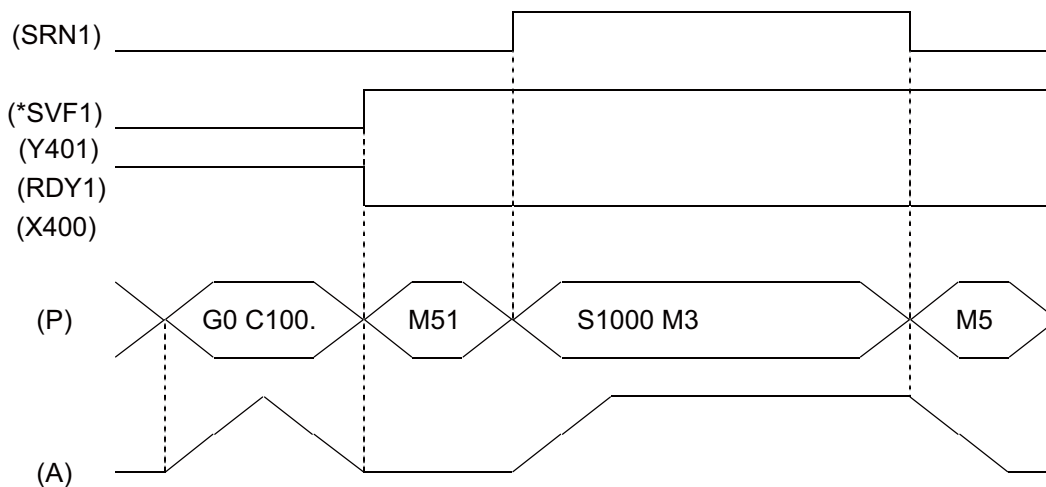 (SRN1)
(*SVF1)
(Y401)
(RDY1)
(X400)
(P) G0 C100. M51 S1000 M3 M5
(A)